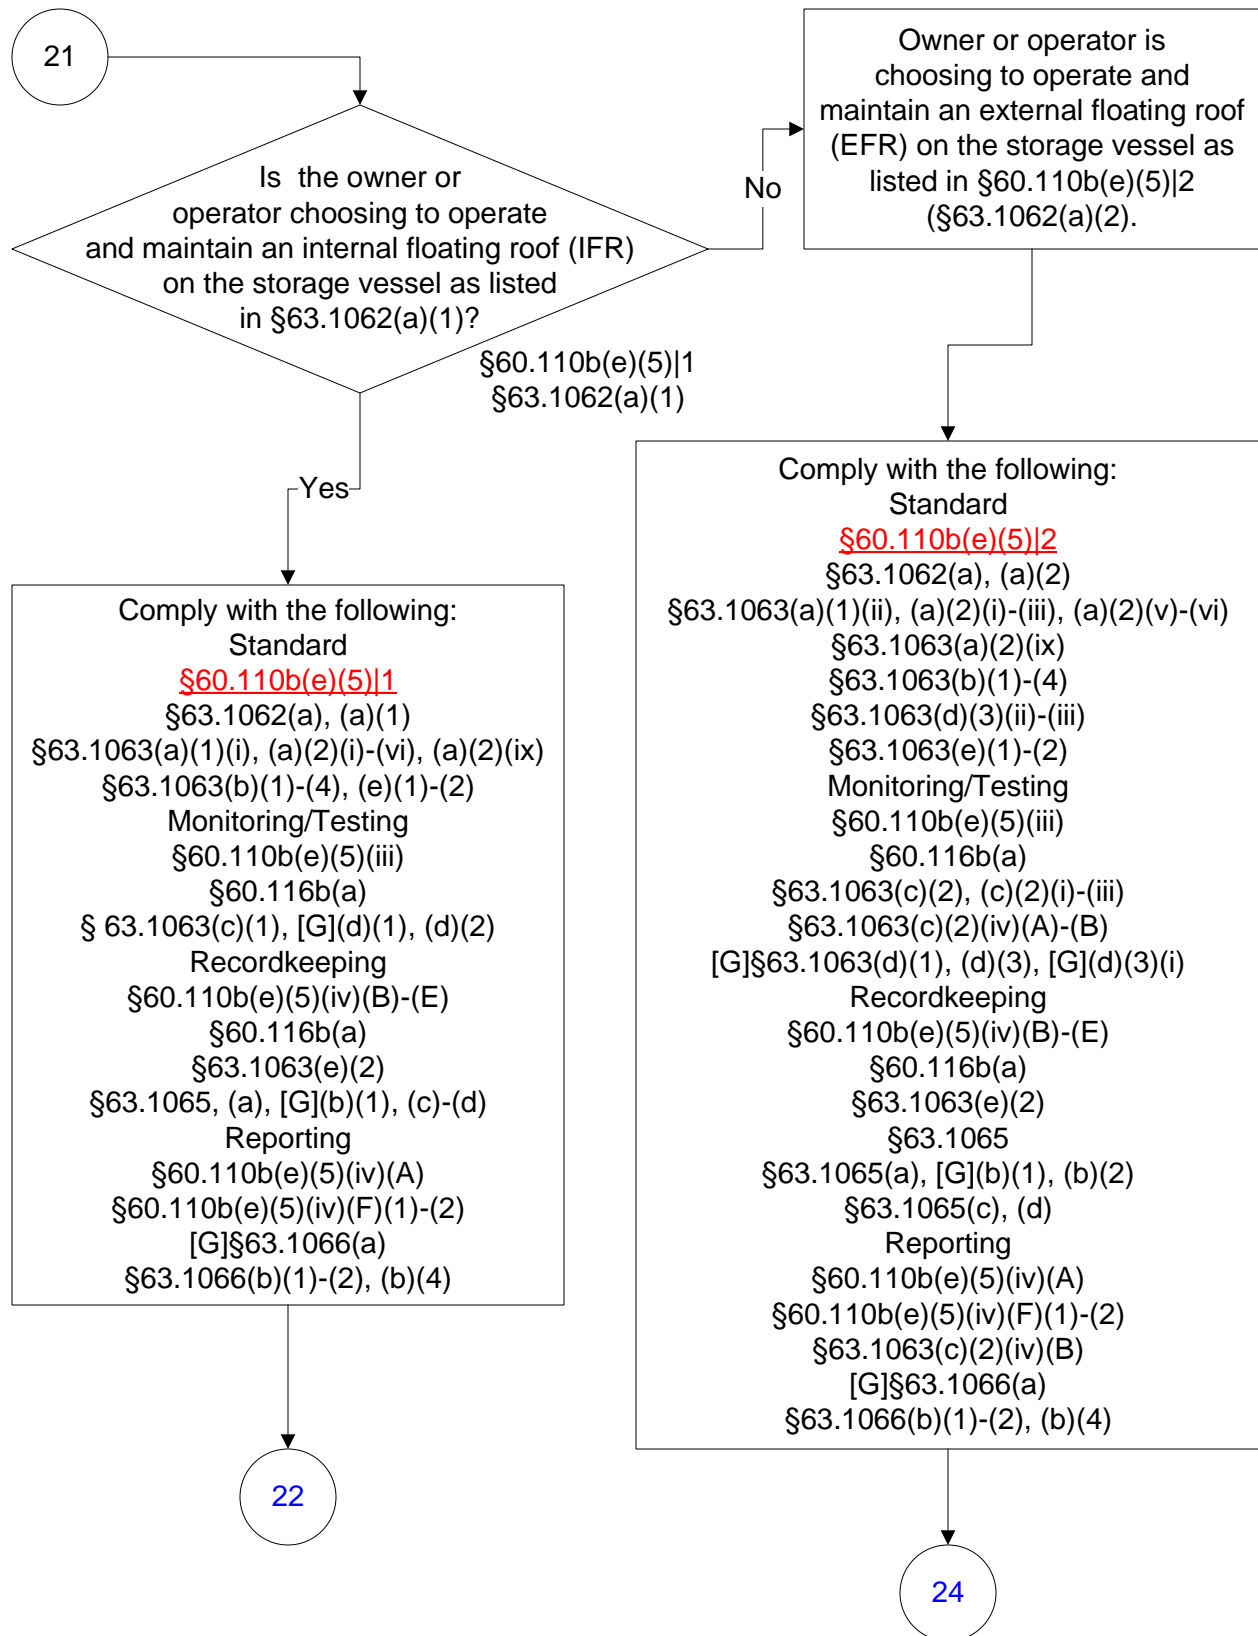 21
Is the owner or
operator choosing to operate
and maintain an internal floating roof (IFR)
on the storage vessel as listed
in §63.1062(a)(1)?
§60.110b(e)(5)|1
§63.1062(a)(1)
No
Owner or operator is
choosing to operate and
maintain an external floating roof
(EFR) on the storage vessel as
listed in §60.110b(e)(5)|2
(§63.1062(a)(2).
Yes
Comply with the following:
Standard
§60.110b(e)(5)|1
§63.1062(a), (a)(1)
§63.1063(a)(1)(i), (a)(2)(i)-(vi), (a)(2)(ix)
§63.1063(b)(1)-(4), (e)(1)-(2)
Monitoring/Testing
§60.110b(e)(5)(iii)
§60.116b(a)
§ 63.1063(c)(1), [G](d)(1), (d)(2)
Recordkeeping
§60.110b(e)(5)(iv)(B)-(E)
§60.116b(a)
§63.1063(e)(2)
§63.1065, (a), [G](b)(1), (c)-(d)
Reporting
§60.110b(e)(5)(iv)(A)
§60.110b(e)(5)(iv)(F)(1)-(2)
[G]§63.1066(a)
§63.1066(b)(1)-(2), (b)(4)
22
Comply with the following:
Standard
§60.110b(e)(5)|2
§63.1062(a), (a)(2)
§63.1063(a)(1)(ii), (a)(2)(i)-(iii), (a)(2)(v)-(vi)
§63.1063(a)(2)(ix)
§63.1063(b)(1)-(4)
§63.1063(d)(3)(ii)-(iii)
§63.1063(e)(1)-(2)
Monitoring/Testing
§60.110b(e)(5)(iii)
§60.116b(a)
§63.1063(c)(2), (c)(2)(i)-(iii)
§63.1063(c)(2)(iv)(A)-(B)
[G]§63.1063(d)(1), (d)(3), [G](d)(3)(i)
Recordkeeping
§60.110b(e)(5)(iv)(B)-(E)
§60.116b(a)
§63.1063(e)(2)
§63.1065
§63.1065(a), [G](b)(1), (b)(2)
§63.1065(c), (d)
Reporting
§60.110b(e)(5)(iv)(A)
§60.110b(e)(5)(iv)(F)(1)-(2)
§63.1063(c)(2)(iv)(B)
[G]§63.1066(a)
§63.1066(b)(1)-(2), (b)(4)
24